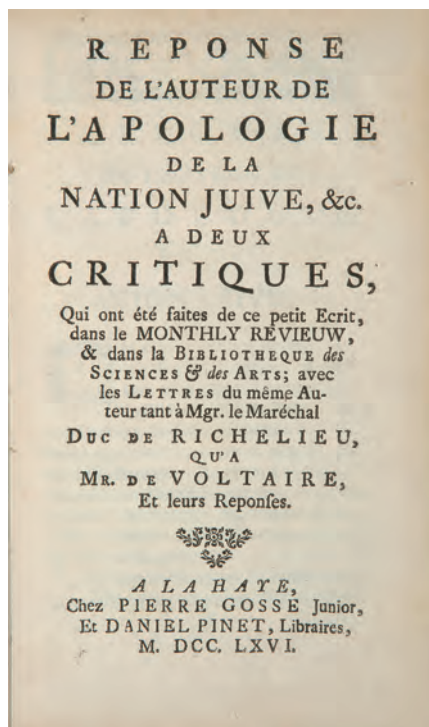 REPONSE
DE L'AUTEUR DE
L'APOLOGIE
DE LA
NATION JUIVE, &c.
A DEUX
CRITIQUES,
Qui ont été faites de ce petit Ecrit,
dans le MONTHLY REVIEUW,
& dans la BIBLIOTHEQUE des
SCIENCES & des ARTS; avec
les LETTRES du même Au-
teur tant à Mgr. le Maréchal
DUC DE RICHELIEU,
QU'A
MR. DE VOLTAIRE,
Et leurs Reponſes.
A LA HAYE,
Chez PIERRE GOSSE Junior,
Et DANIEL PINET, Libraires,
M. DCC. LXVI.